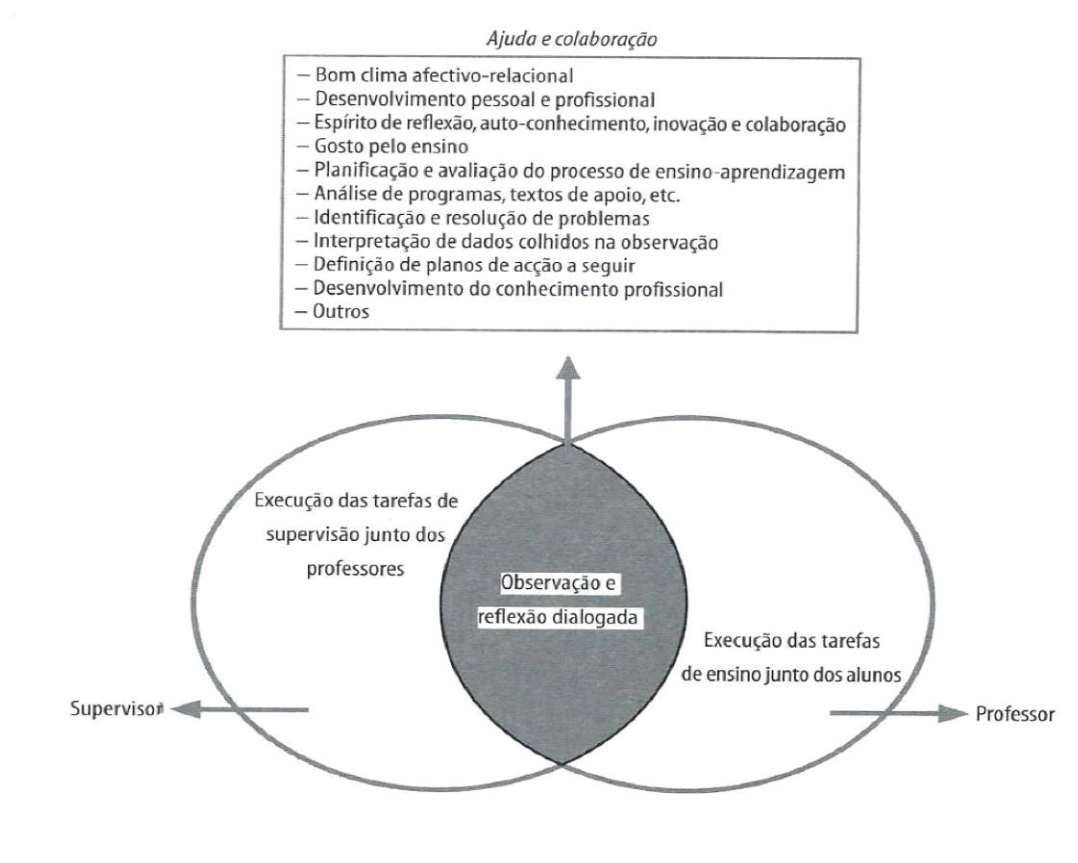 Ajuda e colaboração
– Bom clima afectivo-relacional
– Desenvolvimento pessoal e profissional
– Espírito de reflexão, auto-conhecimento, inovação e colaboração
– Gosto pelo ensino
– Planificação e avaliação do processo de ensino-aprendizagem
– Análise de programas, textos de apoio, etc.
– Identificação e resolução de problemas
– Interpretação de dados colhidos na observação
– Definição de planos de acção a seguir
– Desenvolvimento do conhecimento profissional
– Outros
Execução das tarefas de
supervisão junto dos
professores
Observação e
reflexão dialogada
Execução das tarefas
de ensino junto dos alunos
Supervisor
Professor